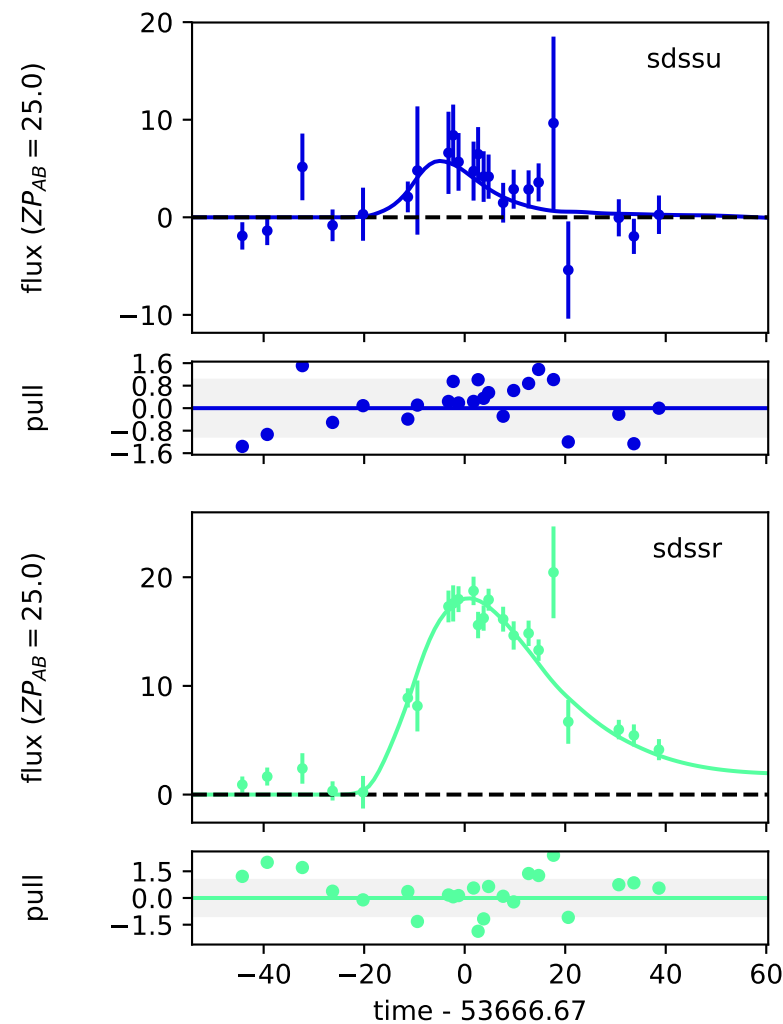 20
sdssu
10
0
−10
flux (ZP_AB = 25.0)
1.6
0.8
0.0
−0.8
−1.6
pull
sdssr
20
10
0
flux (ZP_AB = 25.0)
1.5
0.0
−1.5
pull
−40 −20 0 20 40 60
time - 53666.67